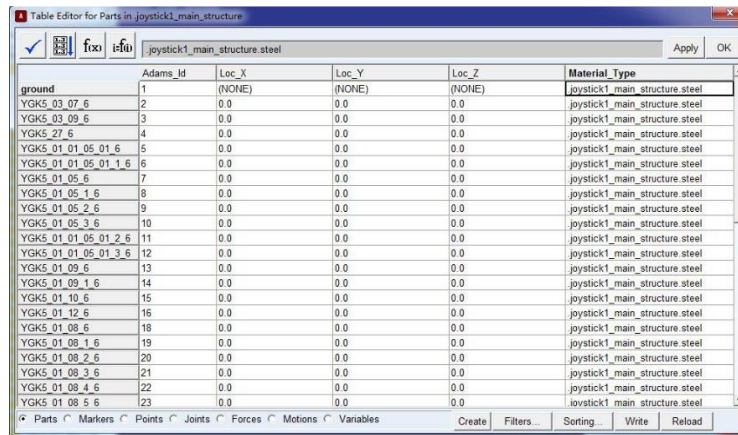 Table Editor for Parts in .joystick1_main_structure
f(x) i±f(i) .joystick1_main_structure.steel Apply OK
Adams_Id Loc_X Loc_Y Loc_Z Material_Type
ground 1 (NONE) (NONE) (NONE) .joystick1_main_structure.steel
YGK5_03_07_6 2 0.0 0.0 0.0 .joystick1_main_structure.steel
YGK5_03_09_6 3 0.0 0.0 0.0 .joystick1_main_structure.steel
YGK5_27_6 4 0.0 0.0 0.0 .joystick1_main_structure.steel
YGK5_01_01_05_01_6 5 0.0 0.0 0.0 .joystick1_main_structure.steel
YGK5_01_01_05_01_1_6 6 0.0 0.0 0.0 .joystick1_main_structure.steel
YGK5_01_05_6 7 0.0 0.0 0.0 .joystick1_main_structure.steel
YGK5_01_05_1_6 8 0.0 0.0 0.0 .joystick1_main_structure.steel
YGK5_01_05_2_6 9 0.0 0.0 0.0 .joystick1_main_structure.steel
YGK5_01_05_3_6 10 0.0 0.0 0.0 .joystick1_main_structure.steel
YGK5_01_01_05_01_2_6 11 0.0 0.0 0.0 .joystick1_main_structure.steel
YGK5_01_01_05_01_3_6 12 0.0 0.0 0.0 .joystick1_main_structure.steel
YGK5_01_09_6 13 0.0 0.0 0.0 .joystick1_main_structure.steel
YGK5_01_09_1_6 14 0.0 0.0 0.0 .joystick1_main_structure.steel
YGK5_01_10_6 15 0.0 0.0 0.0 .joystick1_main_structure.steel
YGK5_01_12_6 16 0.0 0.0 0.0 .joystick1_main_structure.steel
YGK5_01_08_6 18 0.0 0.0 0.0 .joystick1_main_structure.steel
YGK5_01_08_1_6 19 0.0 0.0 0.0 .joystick1_main_structure.steel
YGK5_01_08_2_6 20 0.0 0.0 0.0 .joystick1_main_structure.steel
YGK5_01_08_3_6 21 0.0 0.0 0.0 .joystick1_main_structure.steel
YGK5_01_08_4_6 22 0.0 0.0 0.0 .joystick1_main_structure.steel
YGK5_01_08_5_6 23 0.0 0.0 0.0 .joystick1_main_structure.steel
Parts Markers Points Joints Forces Motions Variables Create Filters... Sorting... Write Reload